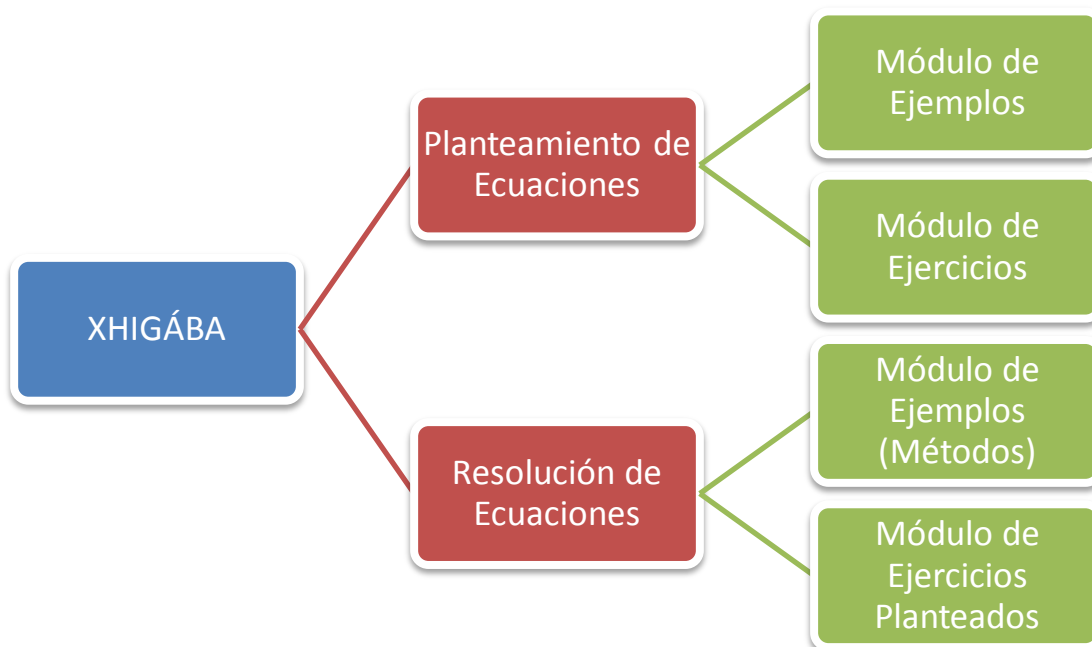 XHIGÁBA
Planteamiento de
Ecuaciones
Módulo de
Ejemplos
Módulo de
Ejercicios
Resolución de
Ecuaciones
Módulo de
Ejemplos
(Métodos)
Módulo de
Ejercicios
Planteados